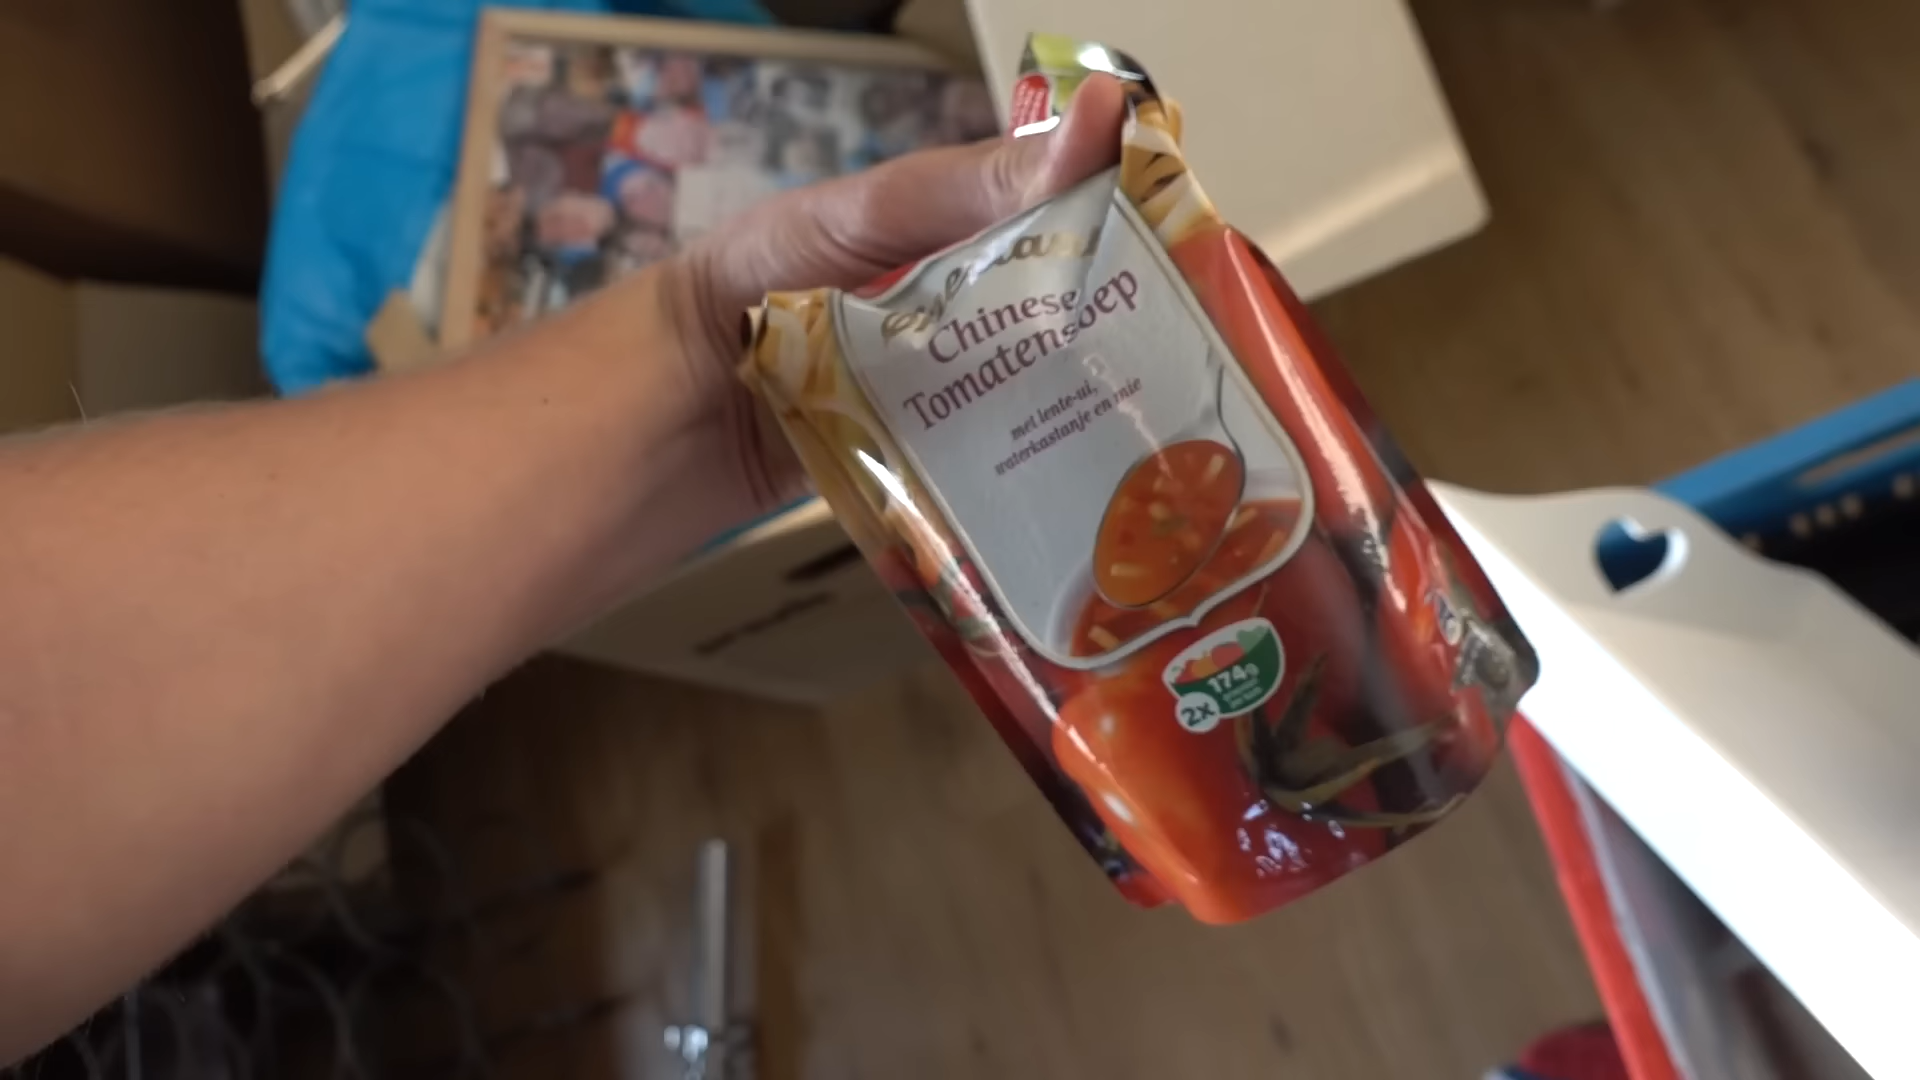 Chinese
Tomatensoep
met lente-ui,
waterkastanje en mie
174g
2x